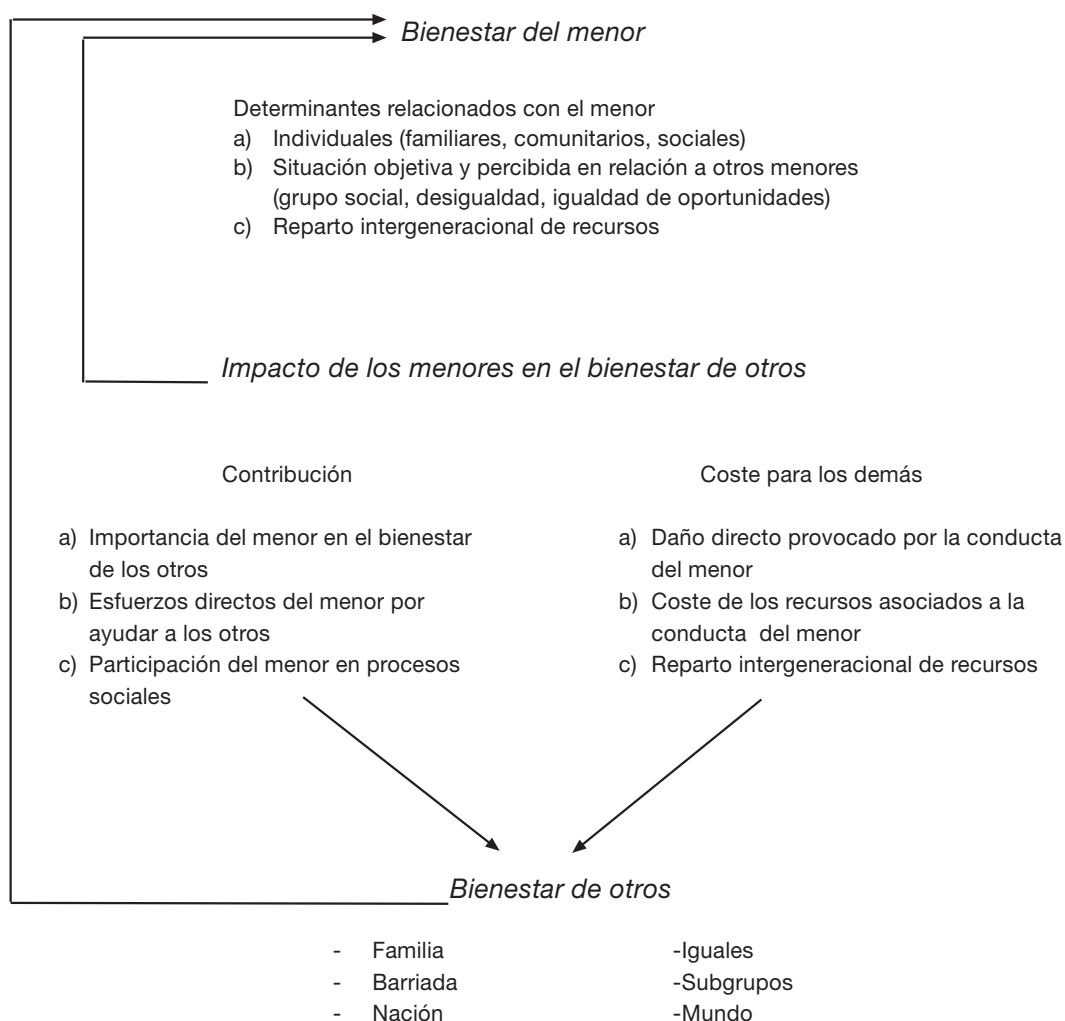 Bienestar del menor
Determinantes relacionados con el menor
a) Individuales (familiares, comunitarios, sociales)
b) Situación objetiva y percibida en relación a otros menores
(grupo social, desigualdad, igualdad de oportunidades)
c) Reparto intergeneracional de recursos
Impacto de los menores en el bienestar de otros
Contribución
a) Importancia del menor en el bienestar
de los otros
b) Esfuerzos directos del menor por
ayudar a los otros
c) Participación del menor en procesos
sociales
Coste para los demás
a) Daño directo provocado por la conducta
del menor
b) Coste de los recursos asociados a la
conducta del menor
c) Reparto intergeneracional de recursos
Bienestar de otros
- Familia
- Barriada
- Nación
-Iguales
-Subgrupos
-Mundo